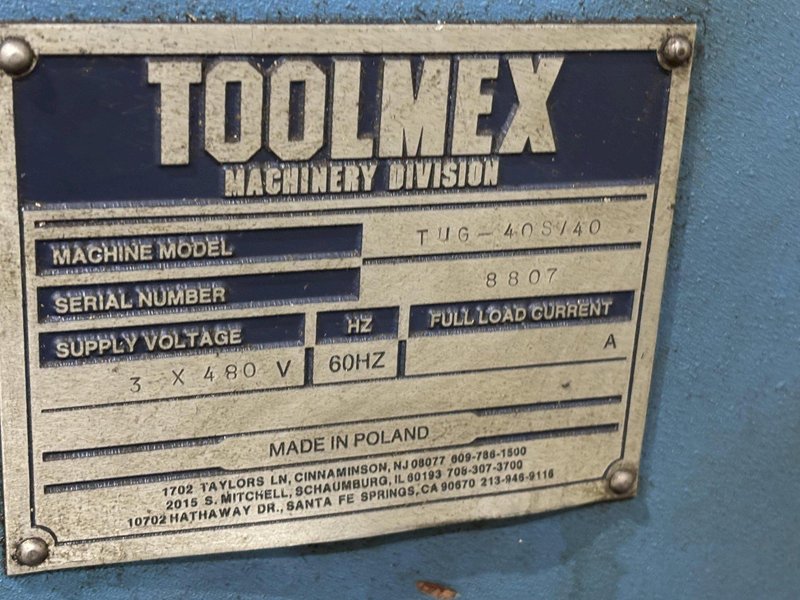 TOOLMEX
MACHINERY DIVISION
MACHINE MODEL TUG-40S/40
SERIAL NUMBER 8807
SUPPLY VOLTAGE HZ FULL LOAD CURRENT
3 X 480 V 60HZ A
MADE IN POLAND
1702 TAYLORS LN, CINNAMINSON, NJ 08077 609-786-1500
2015 S. MITCHELL, SCHAUMBURG, IL 60193 708-307-3700
10702 HATHAWAY DR., SANTA FE SPRINGS, CA 90670 213-946-9116